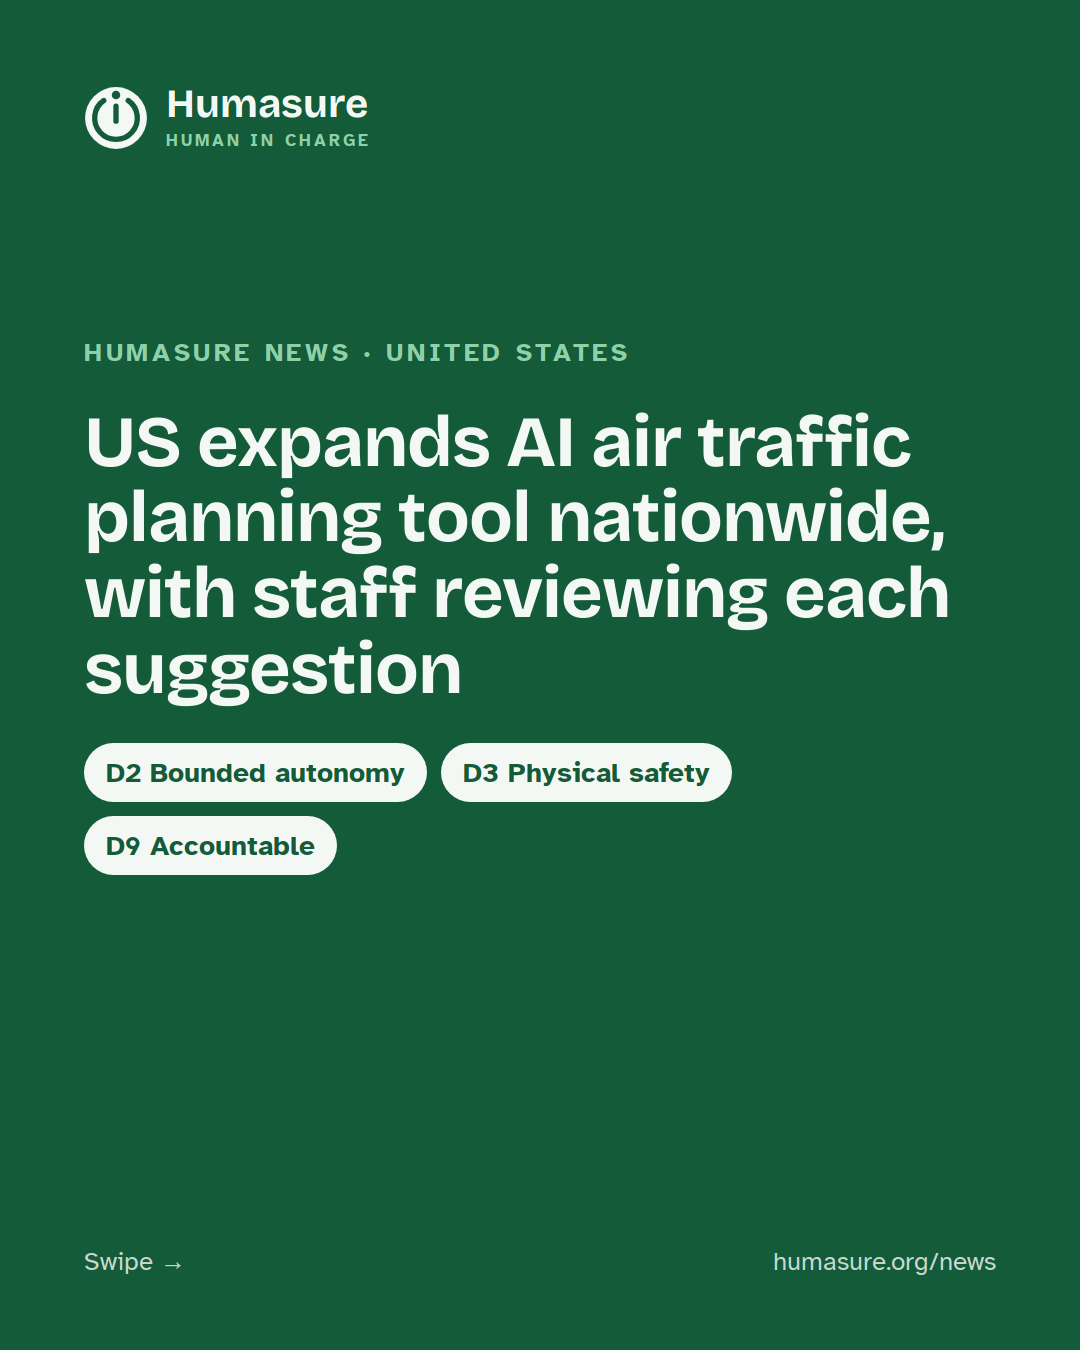 Humasure
HUMAN IN CHARGE
HUMASURE NEWS · UNITED STATES
US expands AI air traffic
planning tool nationwide,
with staff reviewing each
suggestion
D2 Bounded autonomy
D3 Physical safety
D9 Accountable
Swipe →
humasure.org/news